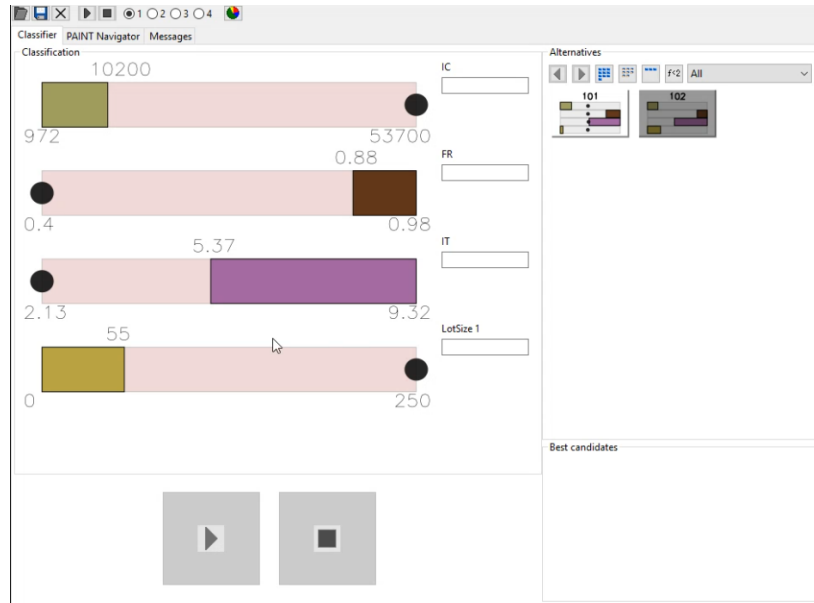 1 2 3 4
Classifier PAINT Navigator Messages
Classification
10200
972 53700
IC
0.88
0.4 0.98
FR
5.37
2.13 9.32
IT
55
0 250
LotSize 1
Alternatives
f<2 All
101 102
Best candidates